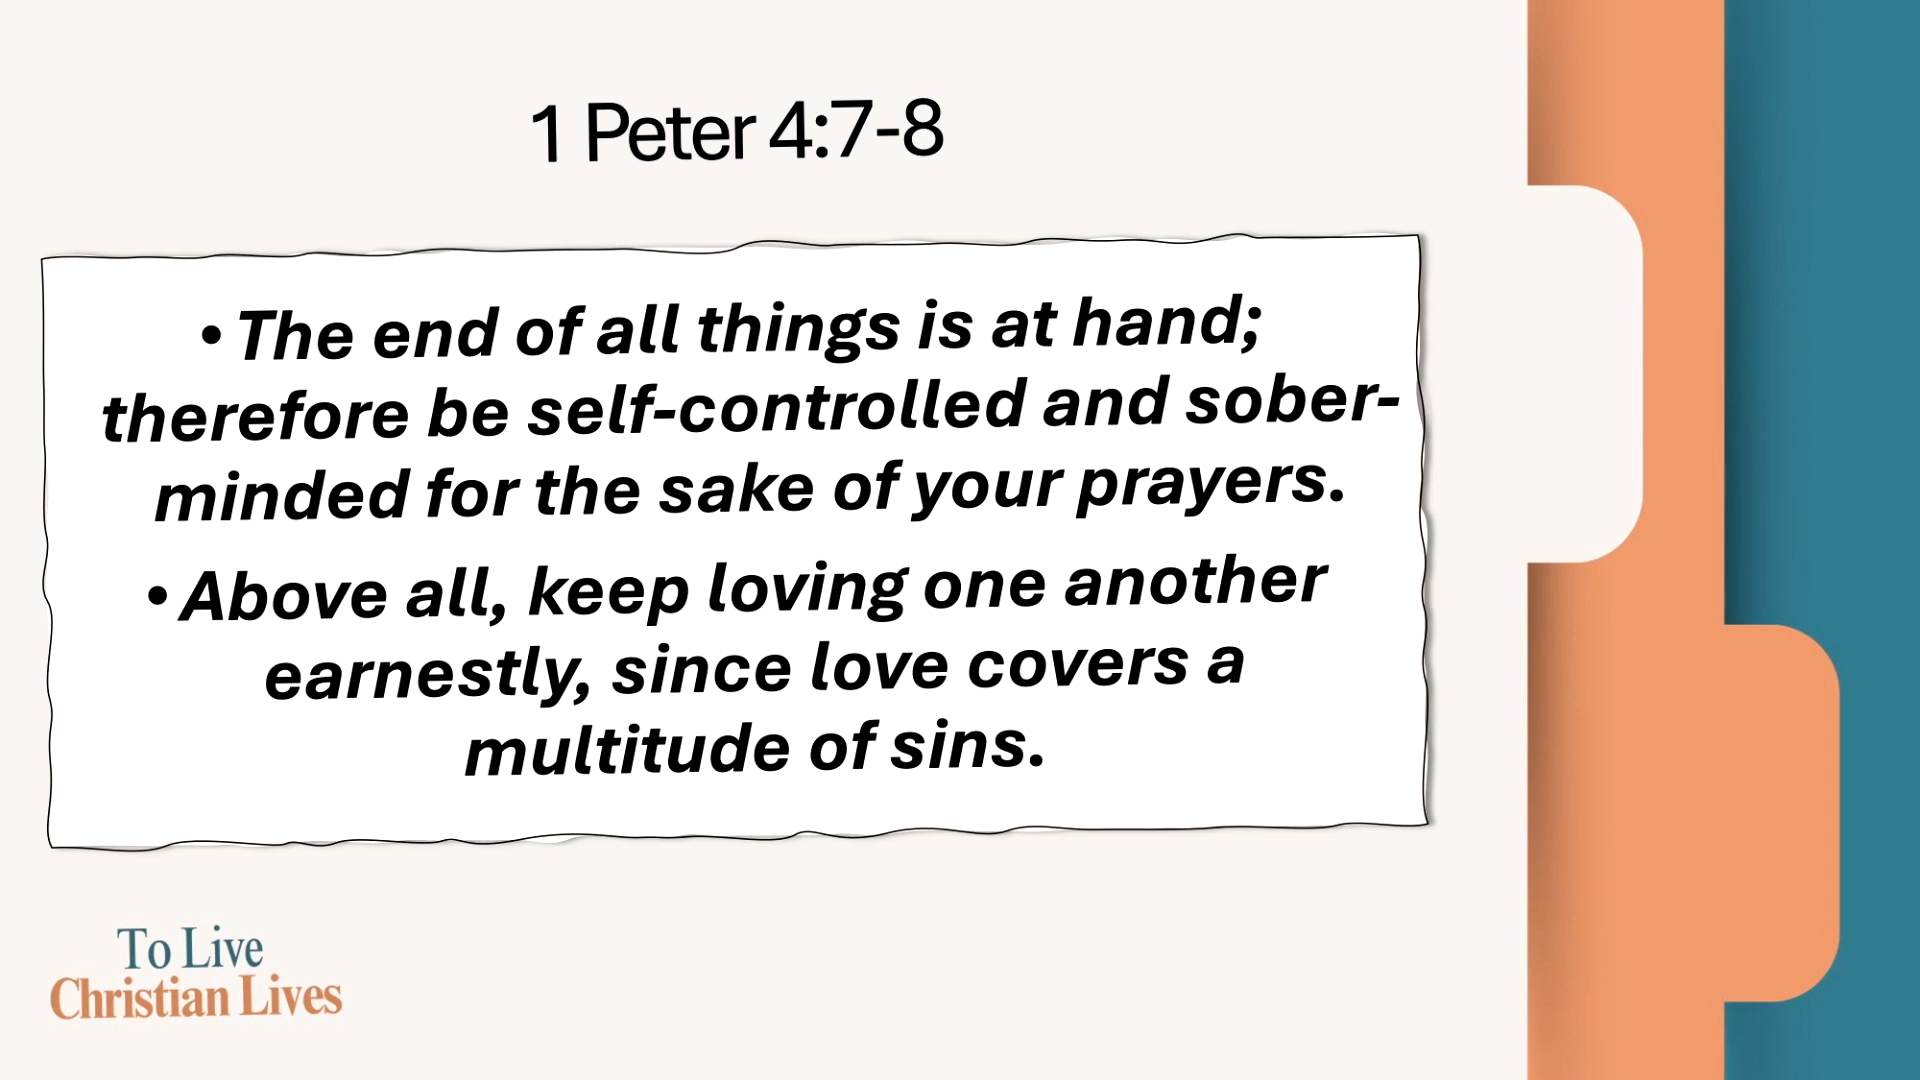 1 Peter 4:7-8
• The end of all things is at hand;
therefore be self-controlled and sober-
minded for the sake of your prayers.
• Above all, keep loving one another
earnestly, since love covers a
multitude of sins.
To Live
Christian Lives